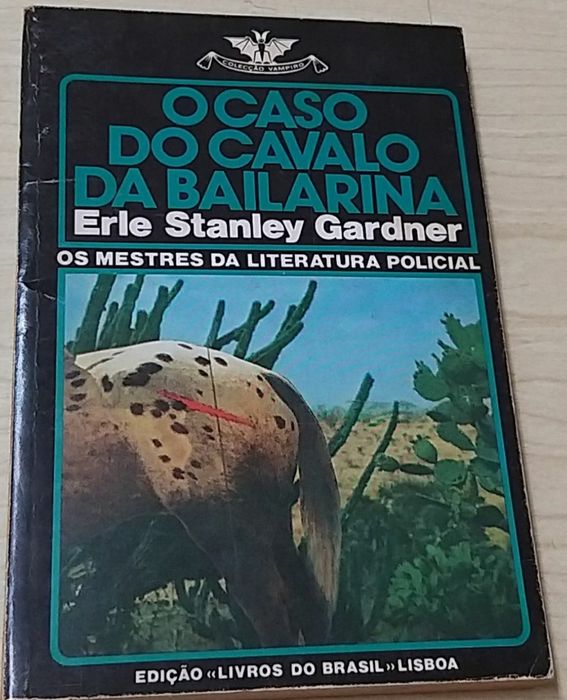 COLECÇÃO VAMPIRO
O CASO
DO CAVALO
DA BAILARINA
Erle Stanley Gardner
OS MESTRES DA LITERATURA POLICIAL
EDIÇÃO «LIVROS DO BRASIL» LISBOA